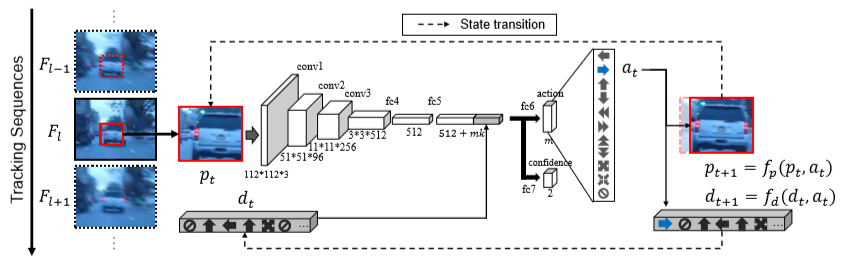 State transition
Tracking Sequences
F_{l-1}
F_l
F_{l+1}
p_t
conv1
conv2
conv3
fc4
fc5
112*112*3
51*51*96
11*11*256
3*3*512
512
512 + mk
d_t
...
fc6
action
m
confidence
fc7
2
a_t
p_{t+1} = f_p(p_t, a_t)
d_{t+1} = f_d(d_t, a_t)
...